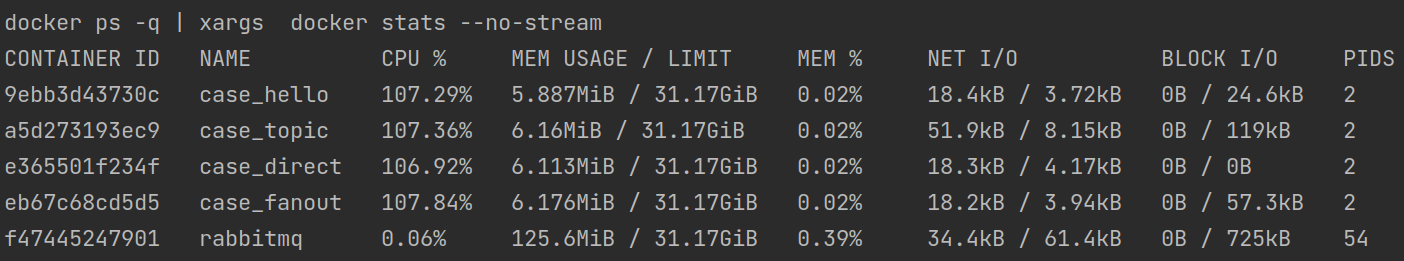 docker ps -q | xargs  docker stats --no-stream
CONTAINER ID   NAME          CPU %     MEM USAGE / LIMIT     MEM %     NET I/O           BLOCK I/O     PIDS
9ebb3d43730c   case_hello    107.29%   5.887MiB / 31.17GiB   0.02%     18.4kB / 3.72kB   0B / 24.6kB   2
a5d273193ec9   case_topic    107.36%   6.16MiB / 31.17GiB    0.02%     51.9kB / 8.15kB   0B / 119kB    2
e365501f234f   case_direct   106.92%   6.113MiB / 31.17GiB   0.02%     18.3kB / 4.17kB   0B / 0B       2
eb67c68cd5d5   case_fanout   107.84%   6.176MiB / 31.17GiB   0.02%     18.2kB / 3.94kB   0B / 57.3kB   2
f47445247901   rabbitmq      0.06%     125.6MiB / 31.17GiB   0.39%     34.4kB / 61.4kB   0B / 725kB    54